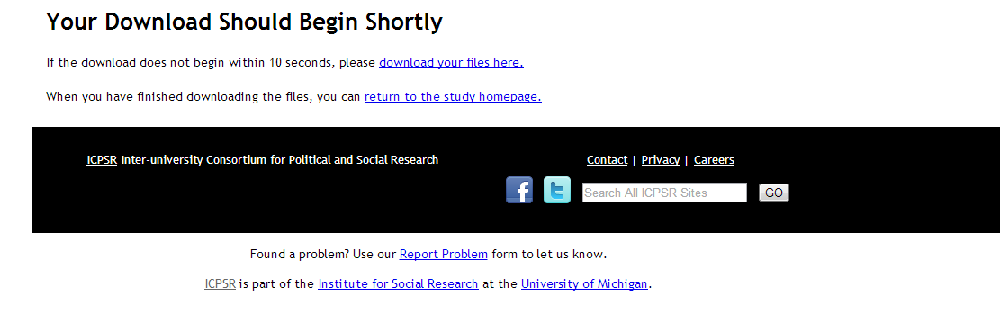 Your Download Should Begin Shortly
If the download does not begin within 10 seconds, please download your files here.
When you have finished downloading the files, you can return to the study homepage.
ICPSR Inter-university Consortium for Political and Social Research
Contact | Privacy | Careers
Search All ICPSR Sites GO
Found a problem? Use our Report Problem form to let us know.
ICPSR is part of the Institute for Social Research at the University of Michigan.